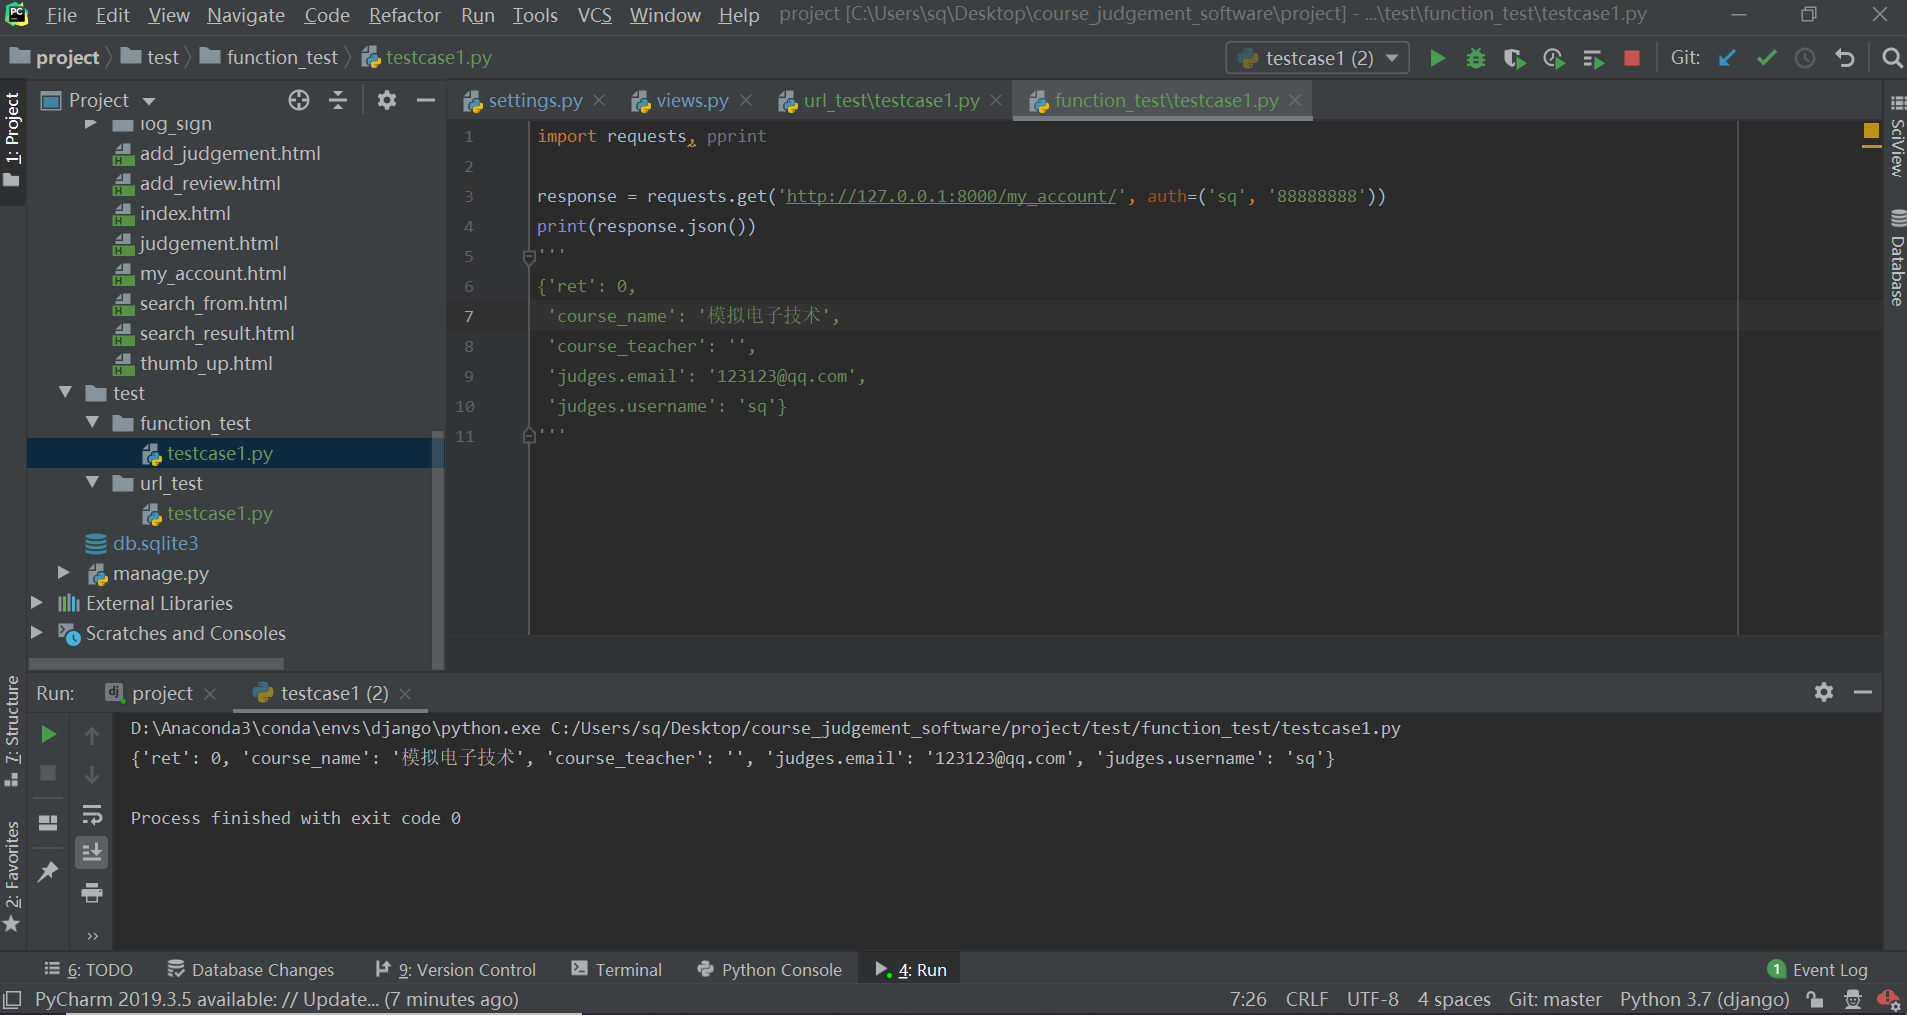 File Edit View Navigate Code Refactor Run Tools VCS Window Help project [C:\Users\sq\Desktop\course_judgement_software\project] - ...\test\function_test\testcase1.py
project test function_test testcase1.py testcase1 (2) Git:
Project
settings.py views.py url_test\testcase1.py function_test\testcase1.py
1: Project
7: Structure
2: Favorites
SciView
Database
log_sign
add_judgement.html
add_review.html
index.html
judgement.html
my_account.html
search_from.html
search_result.html
thumb_up.html
test
function_test
testcase1.py
url_test
testcase1.py
db.sqlite3
manage.py
External Libraries
Scratches and Consoles
1 import requests, pprint
2
3 response = requests.get('http://127.0.0.1:8000/my_account/', auth=('sq', '88888888'))
4 print(response.json())
5 '''
6 {'ret': 0,
7 'course_name': '模拟电子技术',
8 'course_teacher': '',
9 'judges.email': '123123@qq.com',
10 'judges.username': 'sq'}
11 '''
Run: project testcase1 (2)
D:\Anaconda3\conda\envs\django\python.exe C:/Users/sq/Desktop/course_judgement_software/project/test/function_test/testcase1.py
{'ret': 0, 'course_name': '模拟电子技术', 'course_teacher': '', 'judges.email': '123123@qq.com', 'judges.username': 'sq'}
Process finished with exit code 0
6: TODO Database Changes 9: Version Control Terminal Python Console 4: Run 1 Event Log
PyCharm 2019.3.5 available: // Update... (7 minutes ago) 7:26 CRLF UTF-8 4 spaces Git: master Python 3.7 (django)